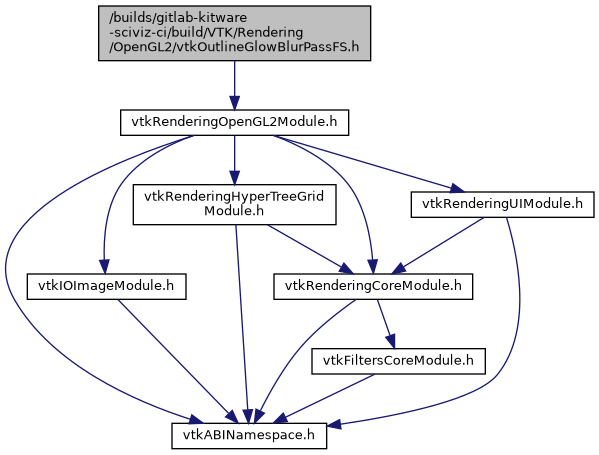 /builds/gitlab-kitware
-sciviz-ci/build/VTK/Rendering
/OpenGL2/vtkOutlineGlowBlurPassFS.h
vtkRenderingOpenGL2Module.h
vtkRenderingHyperTreeGrid
Module.h
vtkRenderingUIModule.h
vtkIOImageModule.h
vtkRenderingCoreModule.h
vtkFiltersCoreModule.h
vtkABINamespace.h